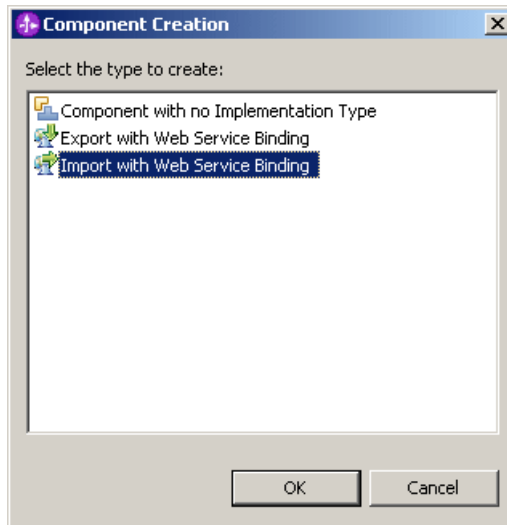 Component Creation
Select the type to create:
Component with no Implementation Type
Export with Web Service Binding
Import with Web Service Binding
OK
Cancel